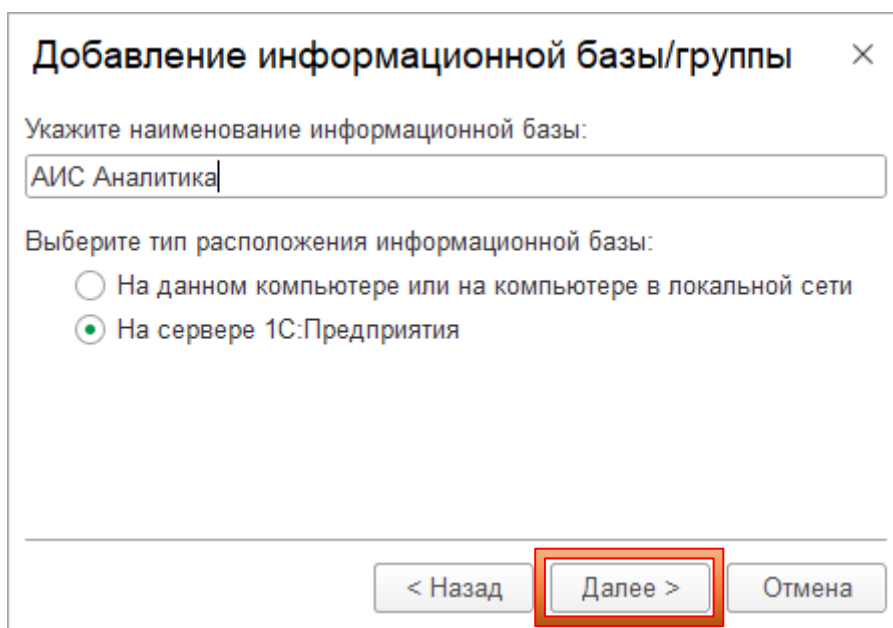 Добавление информационной базы/группы
Укажите наименование информационной базы:
АИС Аналитика
Выберите тип расположения информационной базы:
На данном компьютере или на компьютере в локальной сети
На сервере 1С:Предприятия
< Назад Далее > Отмена